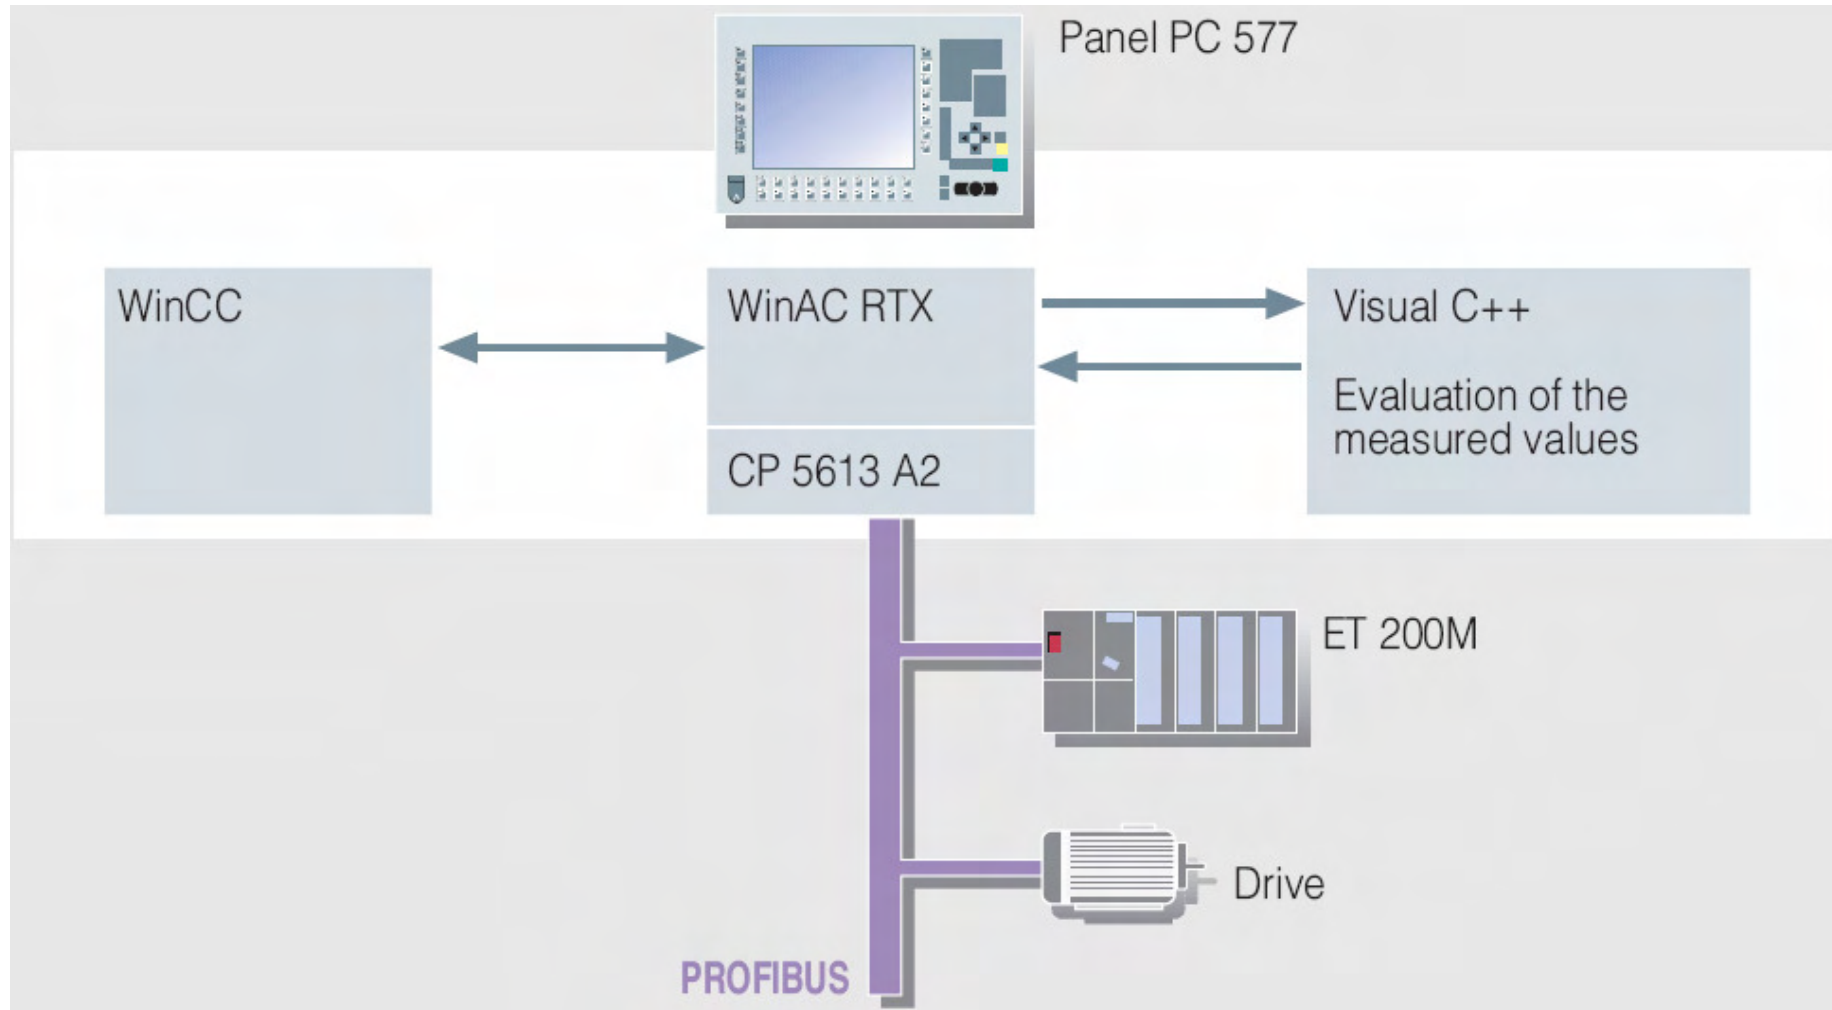 Panel PC 577
WinCC
WinAC RTX
CP 5613 A2
Visual C++
Evaluation of the
measured values
ET 200M
Drive
PROFIBUS